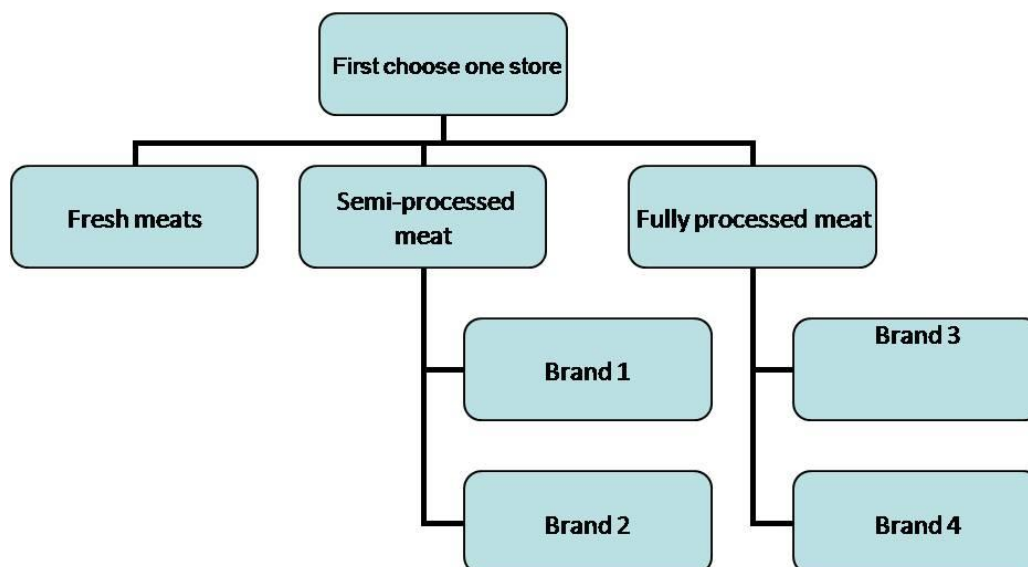 First choose one store
Fresh meats
Semi-processed
meat
Fully processed meat
Brand 1
Brand 2
Brand 3
Brand 4